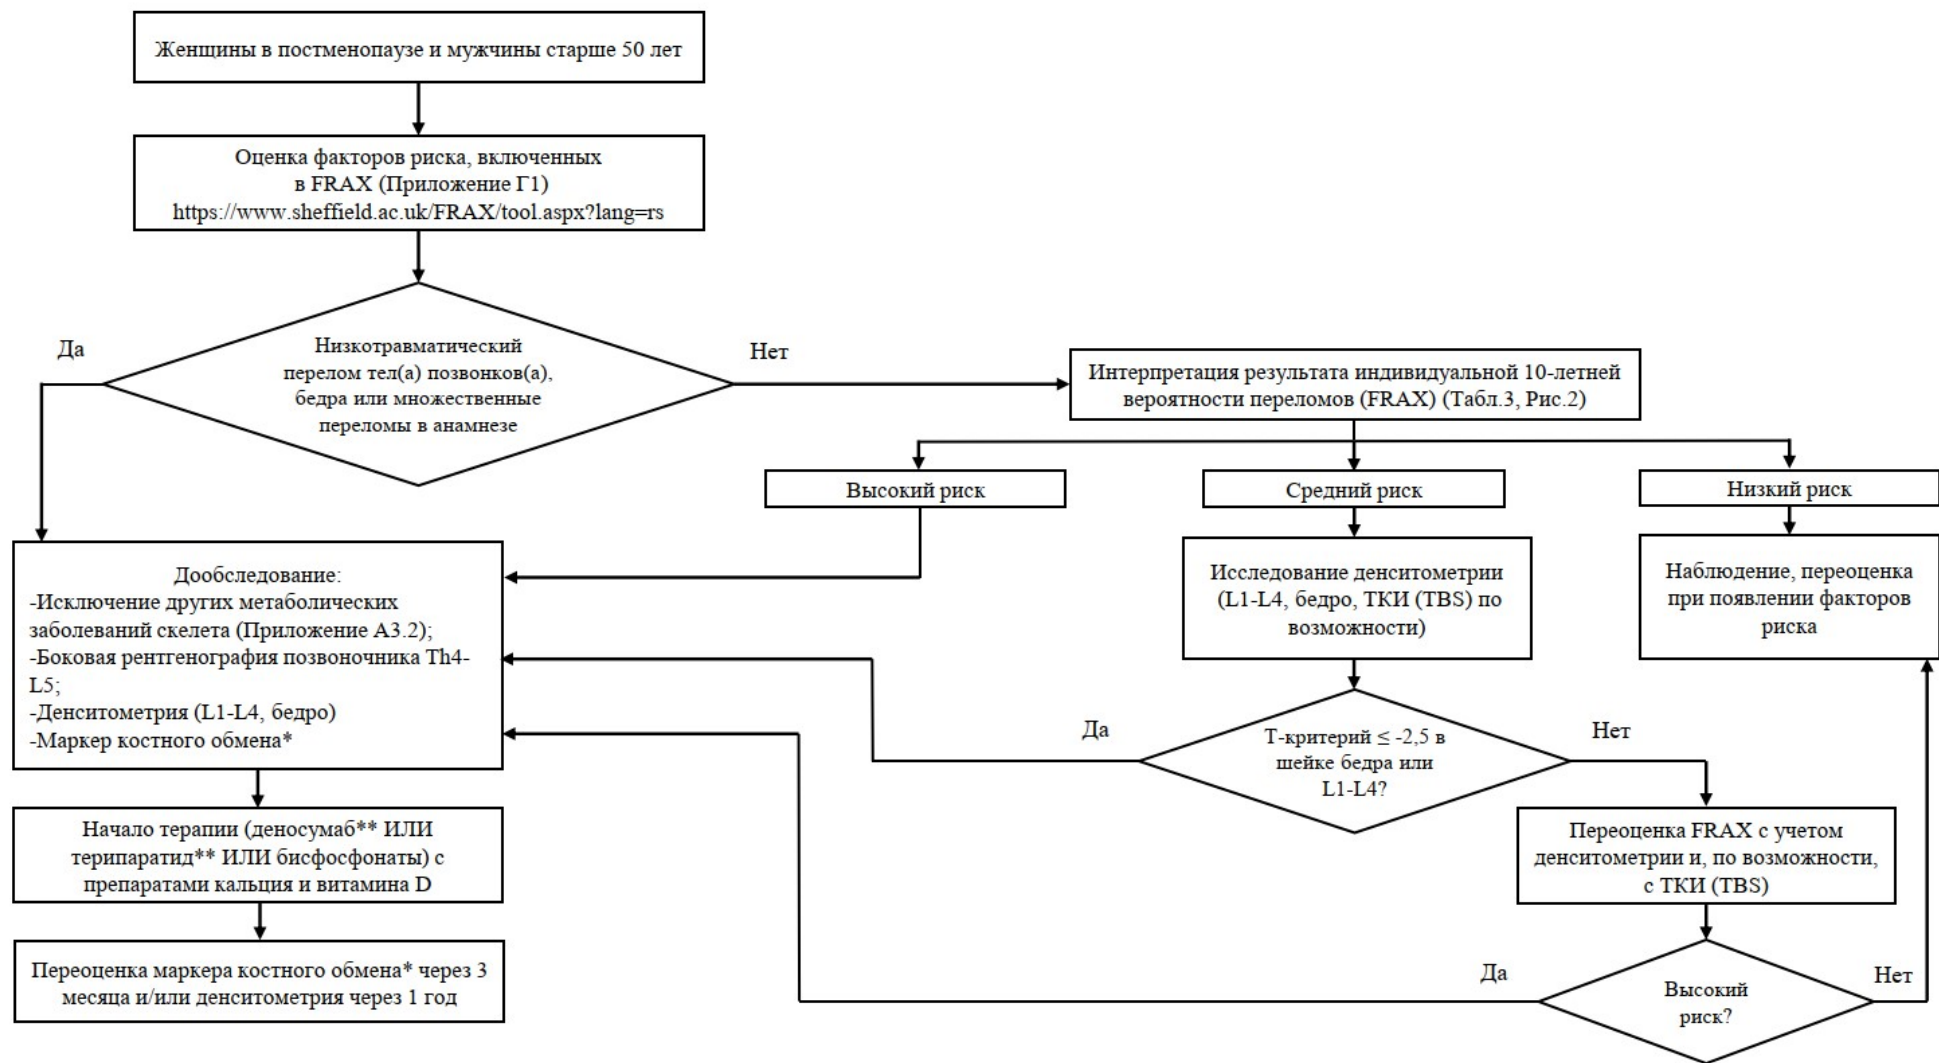 Женщины в постменопаузе и мужчины старше 50 лет
Оценка факторов риска, включенных
в FRAX (Приложение Г1)
https://www.sheffield.ac.uk/FRAX/tool.aspx?lang=rs
Низкотравматический
перелом тел(а) позвонков(а),
бедра или множественные
переломы в анамнезе
Да
Нет
Интерпретация результата индивидуальной 10-летней
вероятности переломов (FRAX) (Табл.3, Рис.2)
Высокий риск
Средний риск
Низкий риск
Дообследование:
-Исключение других метаболических
заболеваний скелета (Приложение А3.2);
-Боковая рентгенография позвоночника Th4-
L5;
-Денситометрия (L1-L4, бедро)
-Маркер костного обмена*
Исследование денситометрии
(L1-L4, бедро, ТКИ (TBS) по
возможности)
Наблюдение, переоценка
при появлении факторов
риска
Да
Т-критерий ≤ -2,5 в
шейке бедра или
L1-L4?
Нет
Начало терапии (деносумаб** ИЛИ
терипаратид** ИЛИ бисфосфонаты) с
препаратами кальция и витамина D
Переоценка FRAX с учетом
денситометрии и, по возможности,
с ТКИ (TBS)
Переоценка маркера костного обмена* через 3
месяца и/или денситометрия через 1 год
Да
Высокий
риск?
Нет